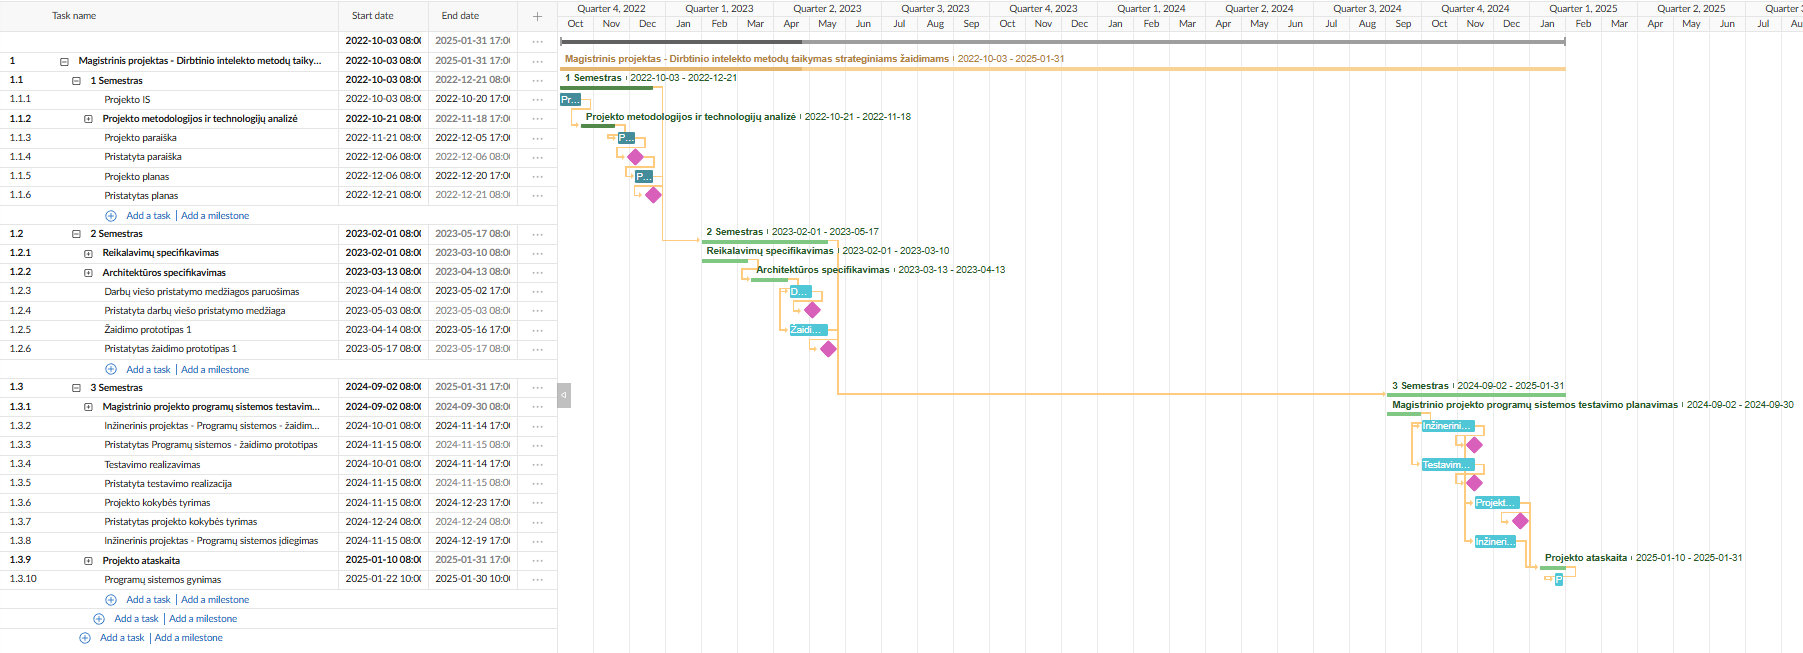 Task name Start date End date
Quarter 4, 2022 Quarter 1, 2023 Quarter 2, 2023 Quarter 3, 2023 Quarter 4, 2023 Quarter 1, 2024 Quarter 2, 2024 Quarter 3, 2024 Quarter 4, 2024 Quarter 1, 2025 Quarter 2, 2025 Quarter
Oct Nov Dec Jan Feb Mar Apr May Jun Jul Aug Sep Oct Nov Dec Jan Feb Mar Apr May Jun Jul Aug Sep Oct Nov Dec Jan Feb Mar Apr May Jun Jul Au
2022-10-03 08:00 2025-01-31 17:00
1 Magistrinis projektas - Dirbtinio intelekto metodų taiky... 2022-10-03 08:00 2025-01-31 17:00
Magistrinis projektas - Dirbtinio intelekto metodų taikymas strateginiams žaidimams 2022-10-03 - 2025-01-31
1.1 1 Semestras 2022-10-03 08:00 2022-12-21 08:00
1 Semestras 2022-10-03 - 2022-12-21
1.1.1 Projekto IS 2022-10-03 08:00 2022-10-20 17:00
Pr...
1.1.2 Projekto metodologijos ir technologijų analizė 2022-10-21 08:00 2022-11-18 17:00
Projekto metodologijos ir technologijų analizė 2022-10-21 - 2022-11-18
1.1.3 Projekto paraiška 2022-11-21 08:00 2022-12-05 17:00
P...
1.1.4 Pristatyta paraiška 2022-12-06 08:00 2022-12-06 08:00
1.1.5 Projekto planas 2022-12-06 08:00 2022-12-20 17:00
P...
1.1.6 Pristatytas planas 2022-12-21 08:00 2022-12-21 08:00
Add a task | Add a milestone
1.2 2 Semestras 2023-02-01 08:00 2023-05-17 08:00
2 Semestras 2023-02-01 - 2023-05-17
1.2.1 Reikalavimų specifikavimas 2023-02-01 08:00 2023-03-10 08:00
Reikalavimų specifikavimas 2023-02-01 - 2023-03-10
1.2.2 Architektūros specifikavimas 2023-03-13 08:00 2023-04-13 08:00
Architektūros specifikavimas 2023-03-13 - 2023-04-13
1.2.3 Darbų viešo pristatymo medžiagos paruošimas 2023-04-14 08:00 2023-05-02 17:00
D...
1.2.4 Pristatyta darbų viešo pristatymo medžiaga 2023-05-03 08:00 2023-05-03 08:00
1.2.5 Žaidimo prototipas 1 2023-04-14 08:00 2023-05-16 17:00
Žaidi...
1.2.6 Pristatytas žaidimo prototipas 1 2023-05-17 08:00 2023-05-17 08:00
Add a task | Add a milestone
1.3 3 Semestras 2024-09-02 08:00 2025-01-31 17:00
3 Semestras 2024-09-02 - 2025-01-31
1.3.1 Magistrinio projekto programų sistemos testavim... 2024-09-02 08:00 2024-09-30 08:00
Magistrinio projekto programų sistemos testavimo planavimas 2024-09-02 - 2024-09-30
1.3.2 Inžinerinis projektas - Programų sistemos - žaidim... 2024-10-01 08:00 2024-11-14 17:00
Inžinerini...
1.3.3 Pristatytas Programų sistemos - žaidimo prototipas 2024-11-15 08:00 2024-11-15 08:00
1.3.4 Testavimo realizavimas 2024-10-01 08:00 2024-11-14 17:00
Testavim...
1.3.5 Pristatyta testavimo realizacija 2024-11-15 08:00 2024-11-15 08:00
1.3.6 Projekto kokybės tyrimas 2024-11-15 08:00 2024-12-23 17:00
Projekt...
1.3.7 Pristatytas projekto kokybės tyrimas 2024-12-24 08:00 2024-12-24 08:00
1.3.8 Inžinerinis projektas - Programų sistemos įdiegimas 2024-11-15 08:00 2024-12-19 17:00
Inžineri...
1.3.9 Projekto ataskaita 2025-01-10 08:00 2025-01-31 17:00
Projekto ataskaita 2025-01-10 - 2025-01-31
1.3.10 Programų sistemos gynimas 2025-01-22 10:00 2025-01-30 10:00
P
Add a task | Add a milestone
Add a task | Add a milestone
Add a task | Add a milestone